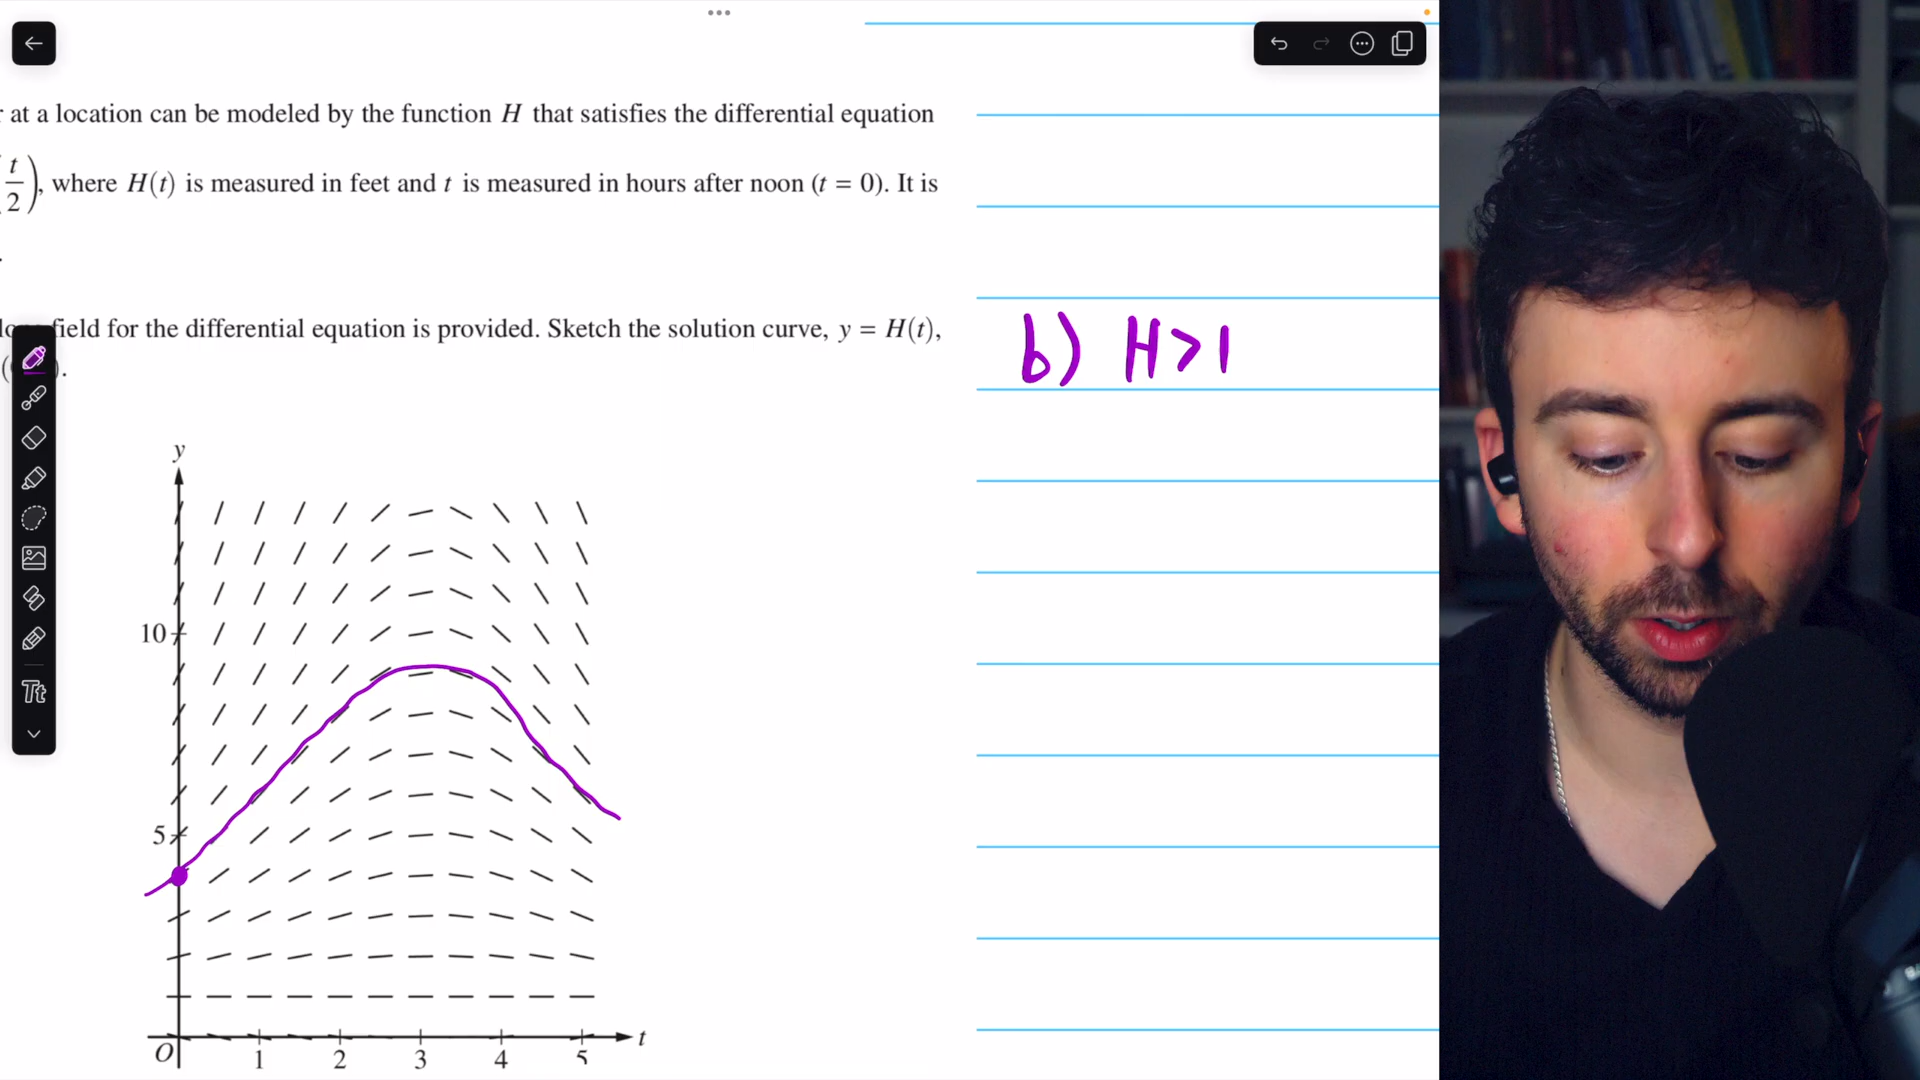 at a location can be modeled by the function H that satisfies the differential equation
t/2), where H(t) is measured in feet and t is measured in hours after noon (t = 0). It is
field for the differential equation is provided. Sketch the solution curve, y = H(t),
b) H > 1
y
10
5
O 1 2 3 4 5 t
Tt